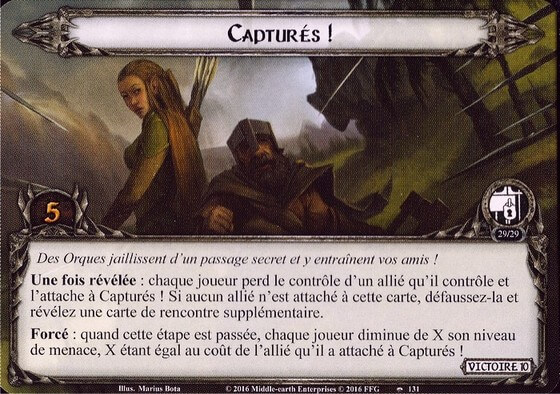 CAPTURÉS !
5
29/29
Des Orques jaillissent d'un passage secret et y entraînent vos amis !
Une fois révélée : chaque joueur perd le contrôle d'un allié qu'il contrôle et
l'attache à Capturés ! Si aucun allié n'est attaché à cette carte, défaussez-la et
révélez une carte de rencontre supplémentaire.
Forcé : quand cette étape est passée, chaque joueur diminue de X son niveau
de menace, X étant égal au coût de l'allié qu'il a attaché à Capturés !
VICTOIRE 10
Illus. Marius Bota © 2016 Middle-earth Enterprises © 2016 FFG 131